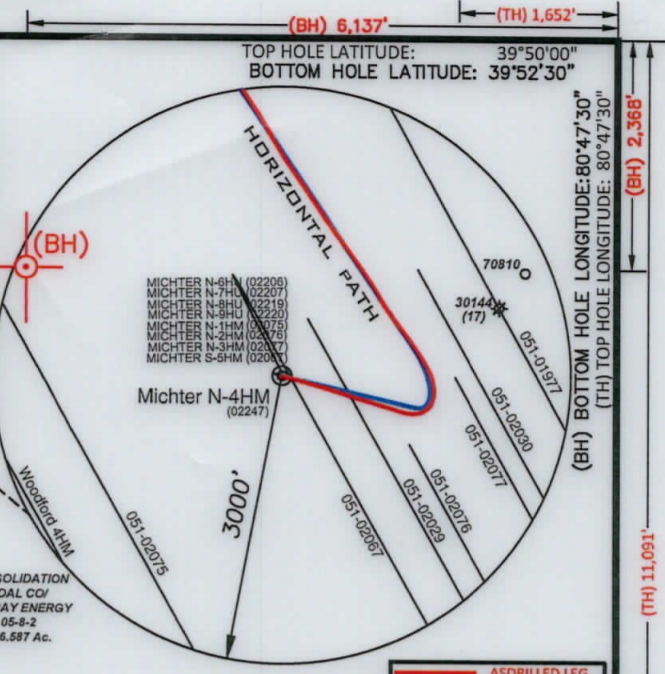 (BH) 6,137'
(TH) 1,652'
TOP HOLE LATITUDE: 39°50'00"
BOTTOM HOLE LATITUDE: 39°52'30"
(BH) BOTTOM HOLE LONGITUDE: 80°47'30"
(TH) TOP HOLE LONGITUDE: 80°47'30"
(BH) 2,368'
(TH) 11,091'
HORIZONTAL PATH
(BH)
70810
30144
(17)
MICHTER N-6HU (02206)
MICHTER N-7HU (02207)
MICHTER N-8HU (02219)
MICHTER N-9HU (02220)
MICHTER N-1HM (02075)
MICHTER N-2HM (02076)
MICHTER N-3HM (02077)
MICHTER S-5HM
Michter N-4HM
(02247)
3000'
051-01977
051-02030
051-02077
051-02076
051-02029
051-02067
051-02075
Woodford 4HM
SOLIDATION
OAL CO/
AY ENERGY
05-8-2
6.587 Ac.
ASDRILLED LEG